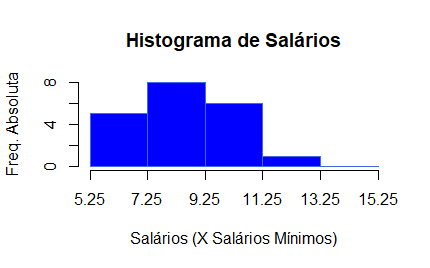 Histograma de Salários
Freq. Absoluta
8
4
0
5.25 7.25 9.25 11.25 13.25 15.25
Salários (X Salários Mínimos)